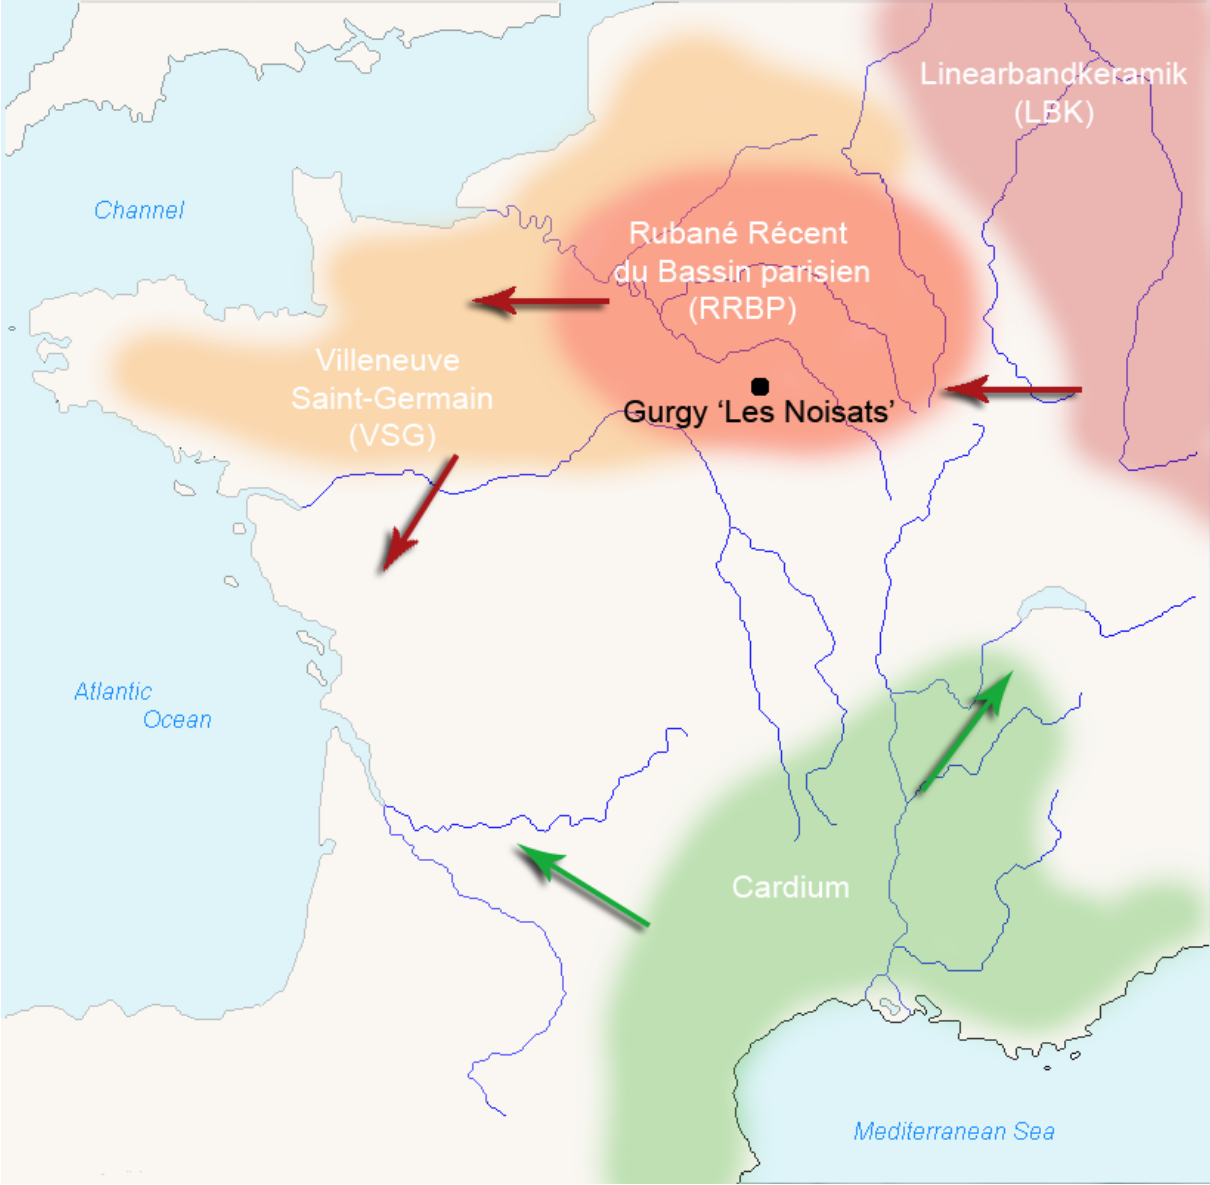 Linearbandkeramik
(LBK)
Channel
Rubané Récent
du Bassin parisien
(RRBP)
Villeneuve
Saint-Germain
(VSG)
Gurgy ‘Les Noisats’
Atlantic
Ocean
Cardium
Mediterranean Sea